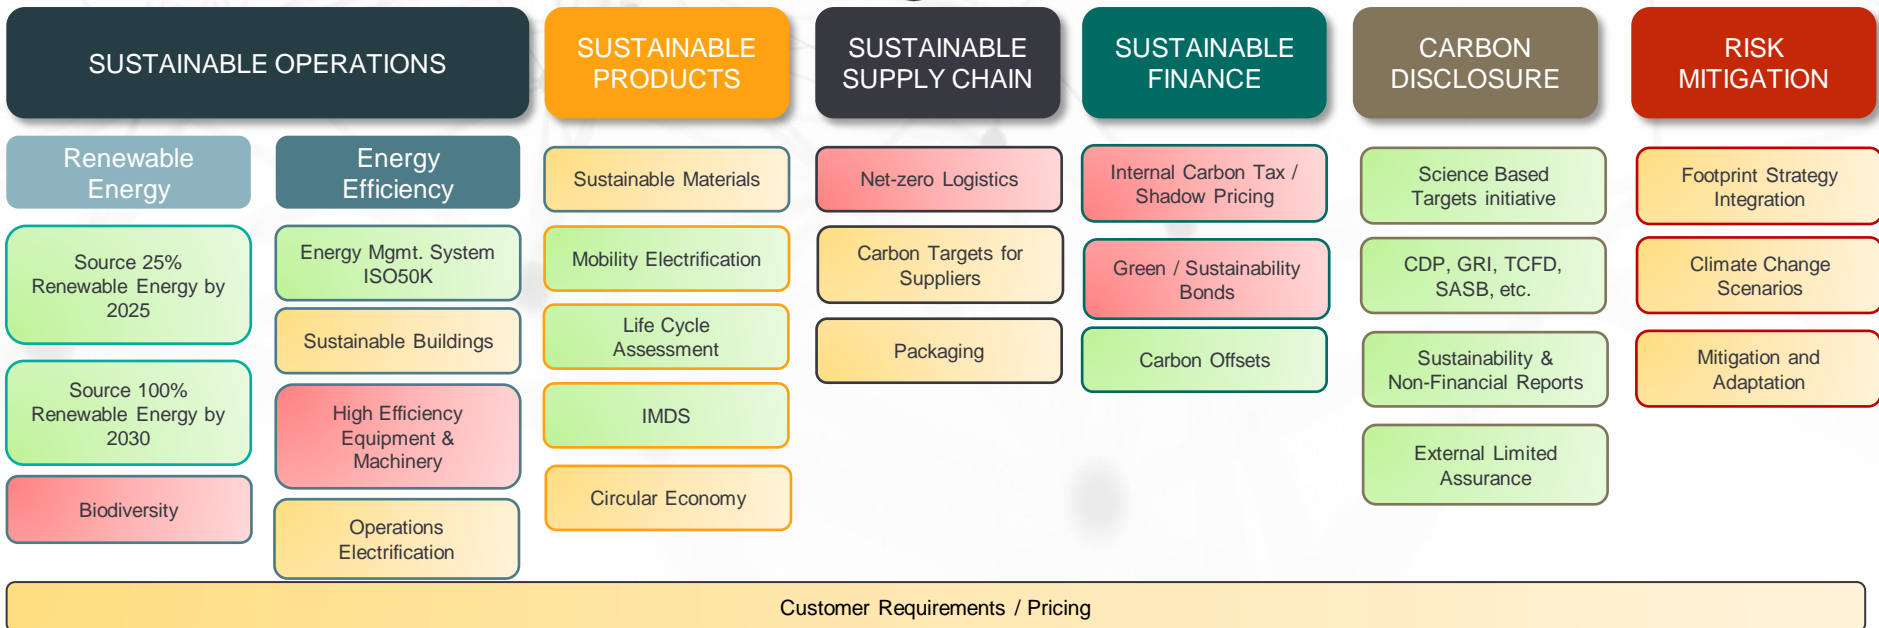 SUSTAINABLE OPERATIONS
SUSTAINABLE
PRODUCTS
SUSTAINABLE
SUPPLY CHAIN
SUSTAINABLE
FINANCE
CARBON
DISCLOSURE
RISK
MITIGATION
Renewable
Energy
Source 25%
Renewable Energy by
2025
Source 100%
Renewable Energy by
2030
Biodiversity
Energy
Efficiency
Energy Mgmt. System
ISO50K
Sustainable Buildings
High Efficiency
Equipment &
Machinery
Operations
Electrification
Sustainable Materials
Mobility Electrification
Life Cycle
Assessment
IMDS
Circular Economy
Net-zero Logistics
Carbon Targets for
Suppliers
Packaging
Internal Carbon Tax /
Shadow Pricing
Green / Sustainability
Bonds
Carbon Offsets
Science Based
Targets initiative
CDP, GRI, TCFD,
SASB, etc.
Sustainability &
Non-Financial Reports
External Limited
Assurance
Footprint Strategy
Integration
Climate Change
Scenarios
Mitigation and
Adaptation
Customer Requirements / Pricing